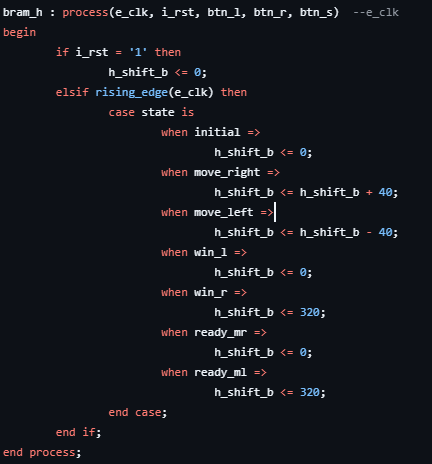 bram_h : process(e_clk, i_rst, btn_l, btn_r, btn_s)  --e_clk
begin
    if i_rst = '1' then
        h_shift_b <= 0;
    elsif rising_edge(e_clk) then
        case state is
            when initial =>
                h_shift_b <= 0;
            when move_right =>
                h_shift_b <= h_shift_b + 40;
            when move_left =>
                h_shift_b <= h_shift_b - 40;
            when win_l =>
                h_shift_b <= 0;
            when win_r =>
                h_shift_b <= 320;
            when ready_mr =>
                h_shift_b <= 0;
            when ready_ml =>
                h_shift_b <= 320;
        end case;
    end if;
end process;